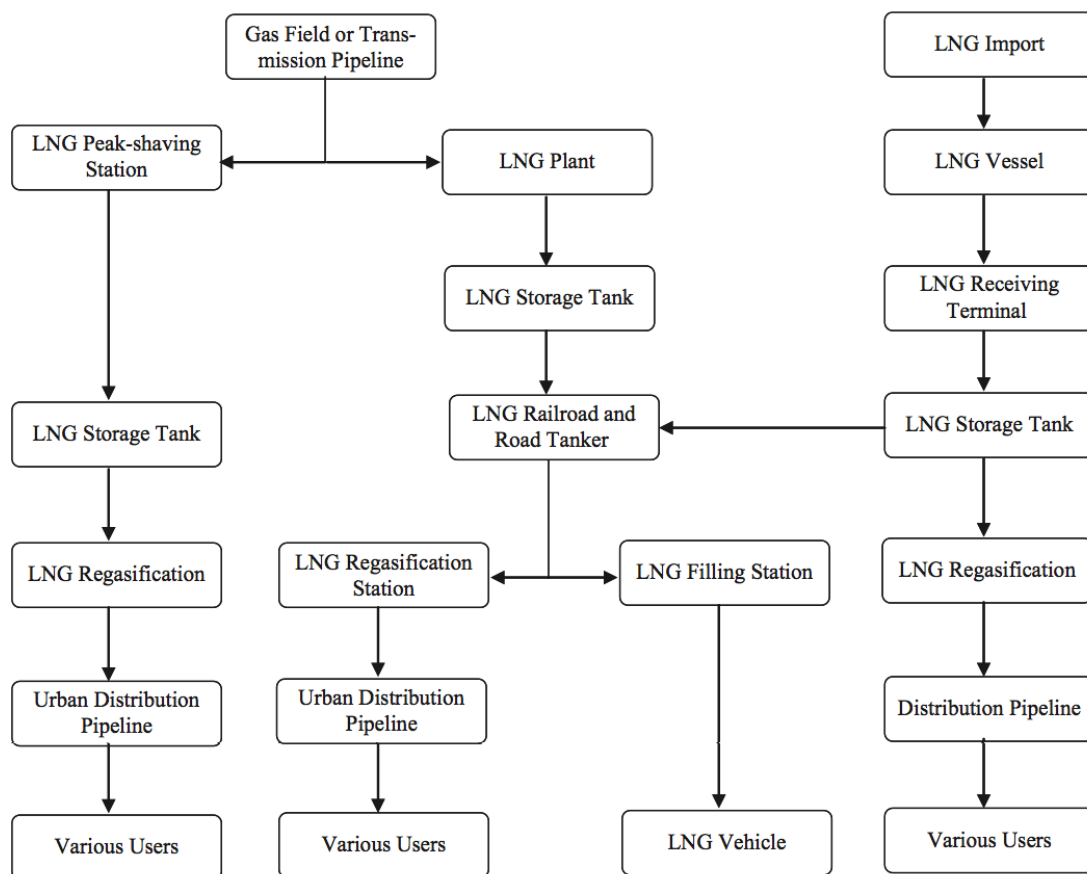 Gas Field or Trans-
mission Pipeline
LNG Import
LNG Peak-shaving
Station
LNG Plant
LNG Vessel
LNG Storage Tank
LNG Receiving
Terminal
LNG Storage Tank
LNG Railroad and
Road Tanker
LNG Storage Tank
LNG Regasification
LNG Regasification
Station
LNG Filling Station
LNG Regasification
Urban Distribution
Pipeline
Urban Distribution
Pipeline
Distribution Pipeline
Various Users
Various Users
LNG Vehicle
Various Users